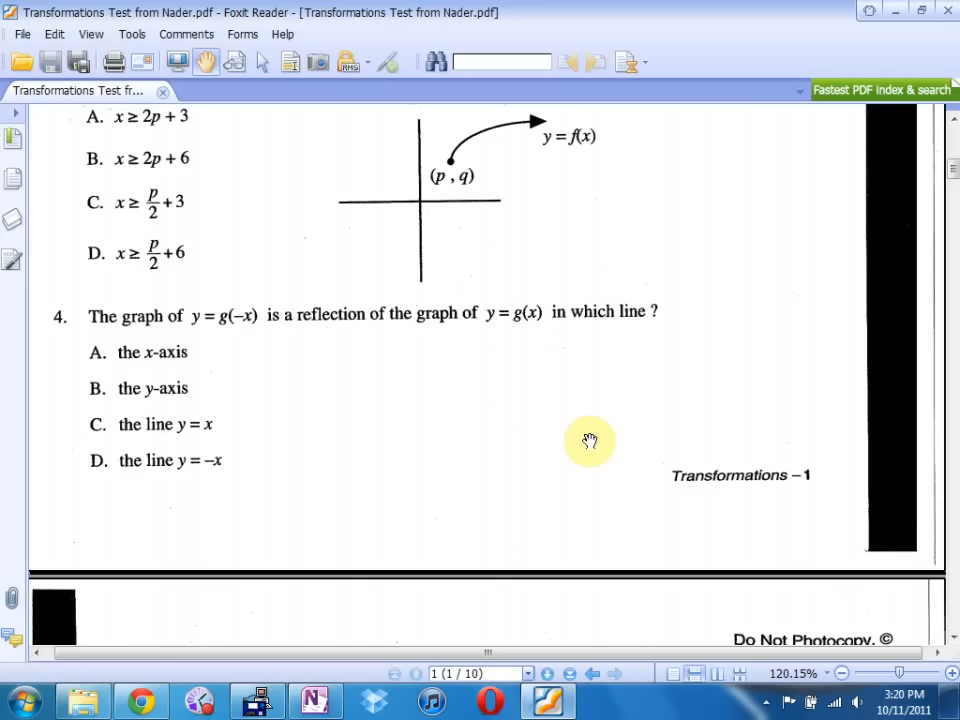 Transformations Test from Nader.pdf - Foxit Reader - [Transformations Test from Nader.pdf]
File Edit View Tools Comments Forms Help
Transformations Test fr...
Fastest PDF index & search
A. x ≥ 2p + 3
y = f(x)
B. x ≥ 2p + 6
(p , q)
C. x ≥ p/2 + 3
D. x ≥ p/2 + 6
4. The graph of y = g(−x) is a reflection of the graph of y = g(x) in which line ?
A. the x-axis
B. the y-axis
C. the line y = x
D. the line y = −x
Transformations – 1
Do Not Photocopy. ©
1 (1 / 10)
120.15%
3:20 PM
10/11/2011